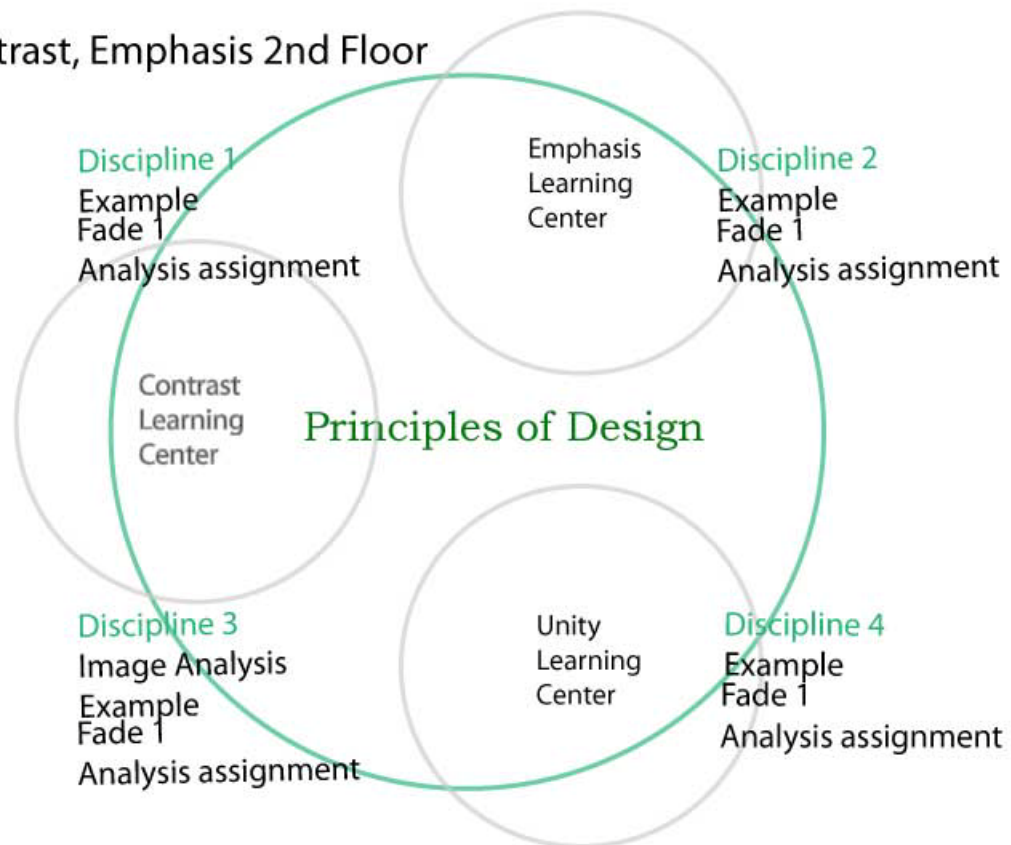 trast, Emphasis 2nd Floor
Discipline 1
Example
Fade 1
Analysis assignment
Emphasis
Learning
Center
Discipline 2
Example
Fade 1
Analysis assignment
Contrast
Learning
Center
Principles of Design
Discipline 3
Image Analysis
Example
Fade 1
Analysis assignment
Unity
Learning
Center
Discipline 4
Example
Fade 1
Analysis assignment